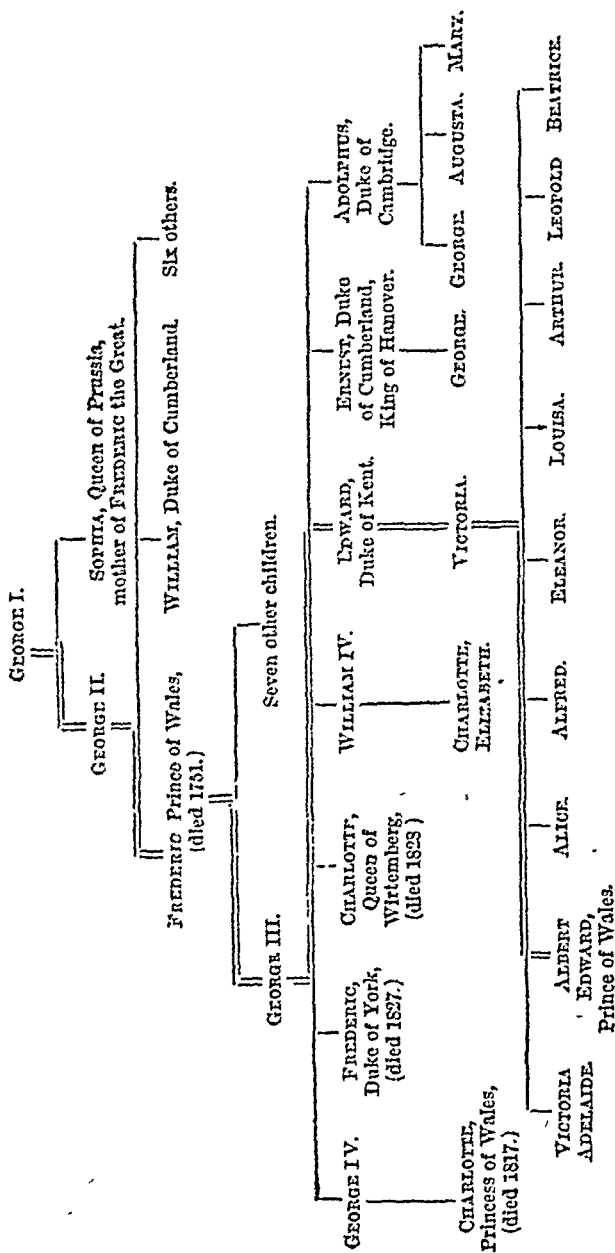 GEORGE I.
GEORGE II.
SOPHIA, Queen of Prussia,
mother of FREDERIC the Great.
FREDERIC Prince of Wales,
(died 1751.)
WILLIAM, Duke of Cumberland.
Six others.
GEORGE III.
Seven other children.
GEORGE IV.
FREDERIC,
Duke of York,
(died 1827.)
CHARLOTTE,
Queen of
Wirtemberg,
(died 1828)
WILLIAM IV.
EDWARD,
Duke of Kent.
ERNEST, Duke
of Cumberland,
King of Hanover.
ADOLPHUS,
Duke of
Cambridge.
CHARLOTTE,
Princess of Wales,
(died 1817.)
CHARLOTTE,
ELIZABETH.
VICTORIA.
GEORGE.
GEORGE.
AUGUSTA.
MARY.
VICTORIA
ADELAIDE.
ALBERT
EDWARD,
Prince of Wales.
ALICE.
ALFRED.
ELEANOR.
LOUISA.
ARTHUR.
LEOPOLD
BEATRICE.